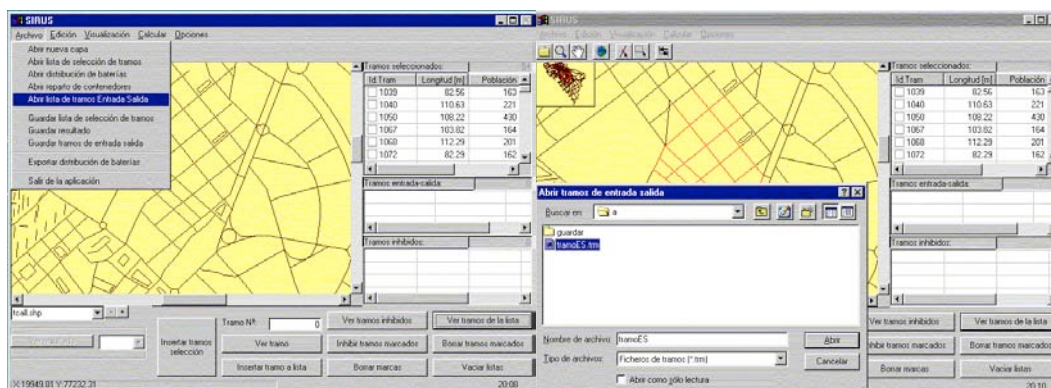 SIRUS
Archivo Edición Visualización Calcular Opciones
Abrir nueva capa
Abrir lista de selección de tramos
Abrir distribución de baterías
Abrir reparto de contenedores
Abrir lista de tramos Entrada Salida
Guardar lista de selección de tramos
Guardar resultado
Guardar tramos de entrada salida
Exportar distribución de baterías
Salir de la aplicación
Tramos seleccionados:
Id.Tram Longitud [m] Población
1039 82.56 163
1040 110.63 221
1050 108.22 430
1067 103.82 164
1068 112.29 201
1072 82.29 162
Tramos entrada-salida:
Tramos inhibidos:
tcall.shp
Insertar tramos selección
Tramo Nº: 0
Ver tramo
Insertar tramo a lista
Ver tramos inhibidos
Ver tramos de la lista
Inhibir tramos marcados
Borrar tramos marcados
Borrar marcas
Vaciar listas
X:19949.01 Y:77232.31
20:08
SIRUS
Archivo Edición Visualización Calcular Opciones
Tramos seleccionados:
Id.Tram Longitud [m] Población
1039 82.56 163
1040 110.63 221
1050 108.22 430
1067 103.82 164
1068 112.29 201
1072 82.29 162
Tramos entrada-salida:
Tramos inhibidos:
Abrir tramos de entrada salida
Buscar en: a
guardar
tramoES.trm
Nombre de archivo: tramoES
Abrir
Tipo de archivos: Ficheros de tramos (*.trm)
Cancelar
Abrir como sólo lectura
Ver tramos inhibidos
Ver tramos de la lista
hibir tramos marcados
Borrar tramos marcados
Borrar marcas
Vaciar listas
20:10